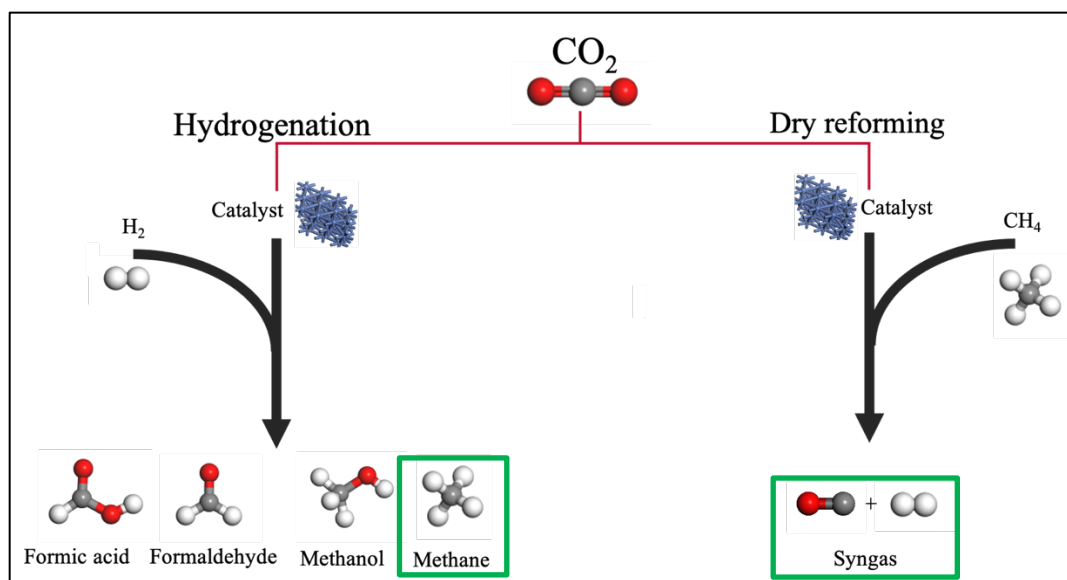 CO₂
Hydrogenation
Dry reforming
Catalyst
Catalyst
H₂
CH₄
+
Formic acid
Formaldehyde
Methanol
Methane
Syngas